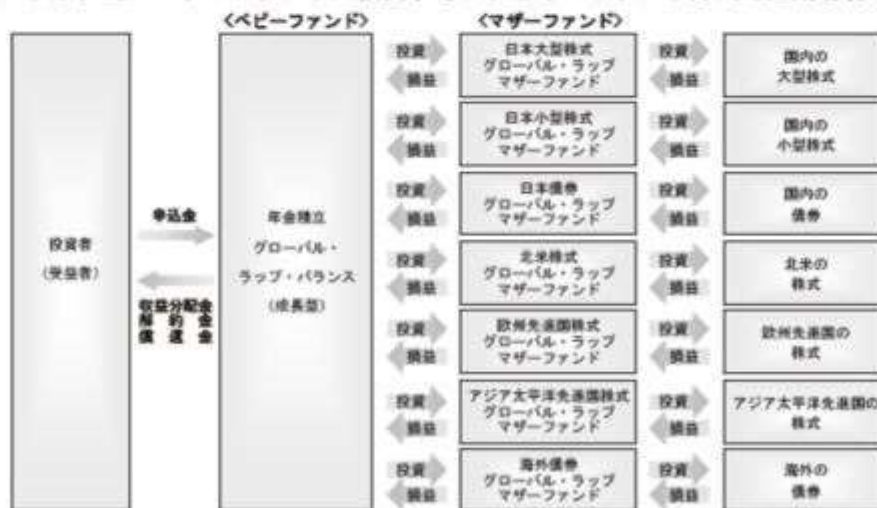 〈ベビーファンド〉
〈マザーファンド〉
投資者
(受益者)
申込金
収益分配金
解約金
償還金
年金積立
グローバル・
ラップ・バランス
(成長型)
投資
損益
日本大型株式
グローバル・ラップ
マザーファンド
投資
損益
国内の
大型株式
投資
損益
日本小型株式
グローバル・ラップ
マザーファンド
投資
損益
国内の
小型株式
投資
損益
日本債券
グローバル・ラップ
マザーファンド
投資
損益
国内の
債券
投資
損益
北米株式
グローバル・ラップ
マザーファンド
投資
損益
北米の
株式
投資
損益
欧州先進国株式
グローバル・ラップ
マザーファンド
投資
損益
欧州先進国の
株式
投資
損益
アジア太平洋先進国株式
グローバル・ラップ
マザーファンド
投資
損益
アジア太平洋先進国の
株式
投資
損益
海外債券
グローバル・ラップ
マザーファンド
投資
損益
海外の
債券